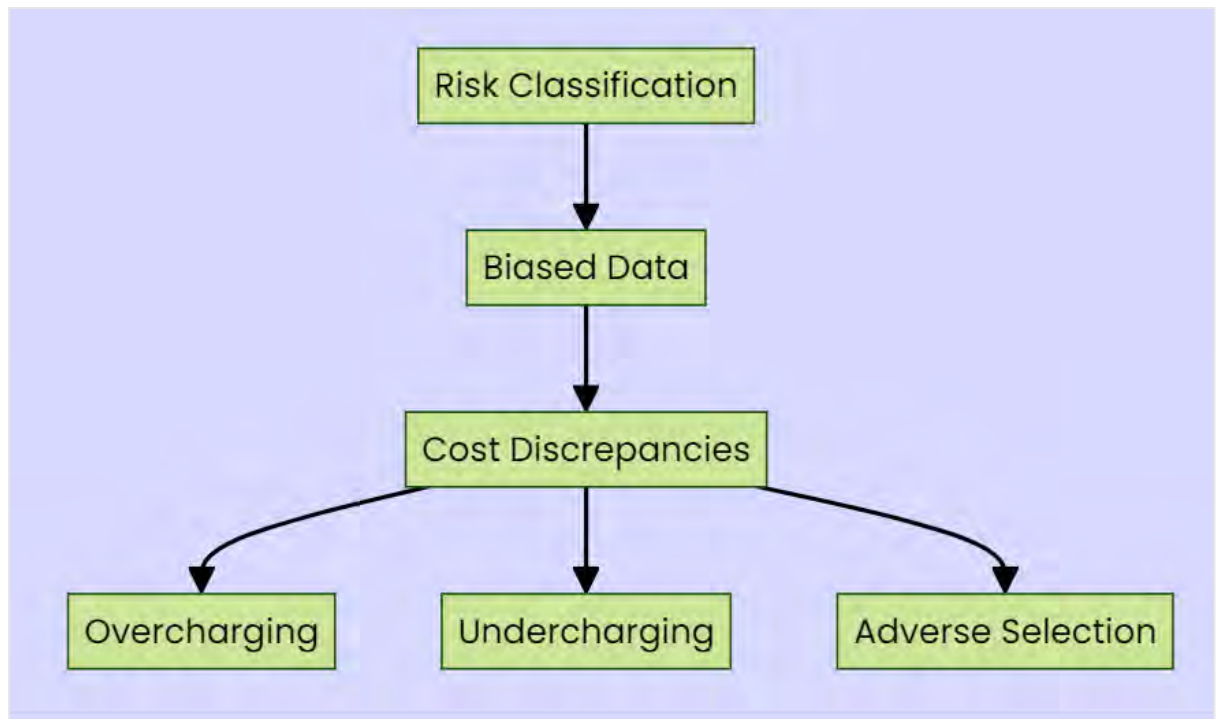 Risk Classification
Biased Data
Cost Discrepancies
Overcharging
Undercharging
Adverse Selection